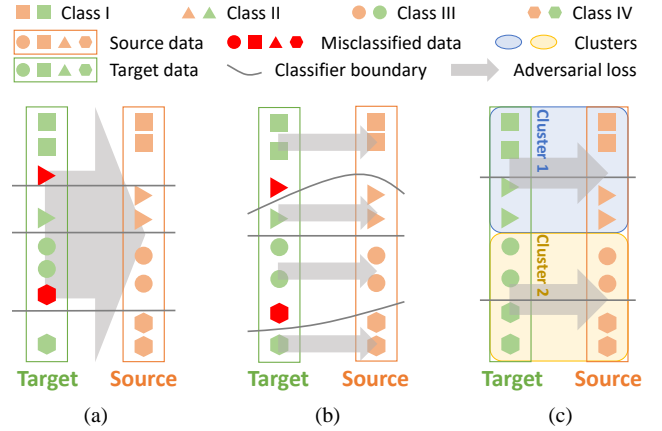 Class I Class II Class III Class IV
Source data Misclassified data Clusters
Target data Classifier boundary Adversarial loss
Cluster 1
Cluster 2
Target Source Target Source Target Source
(a) (b) (c)